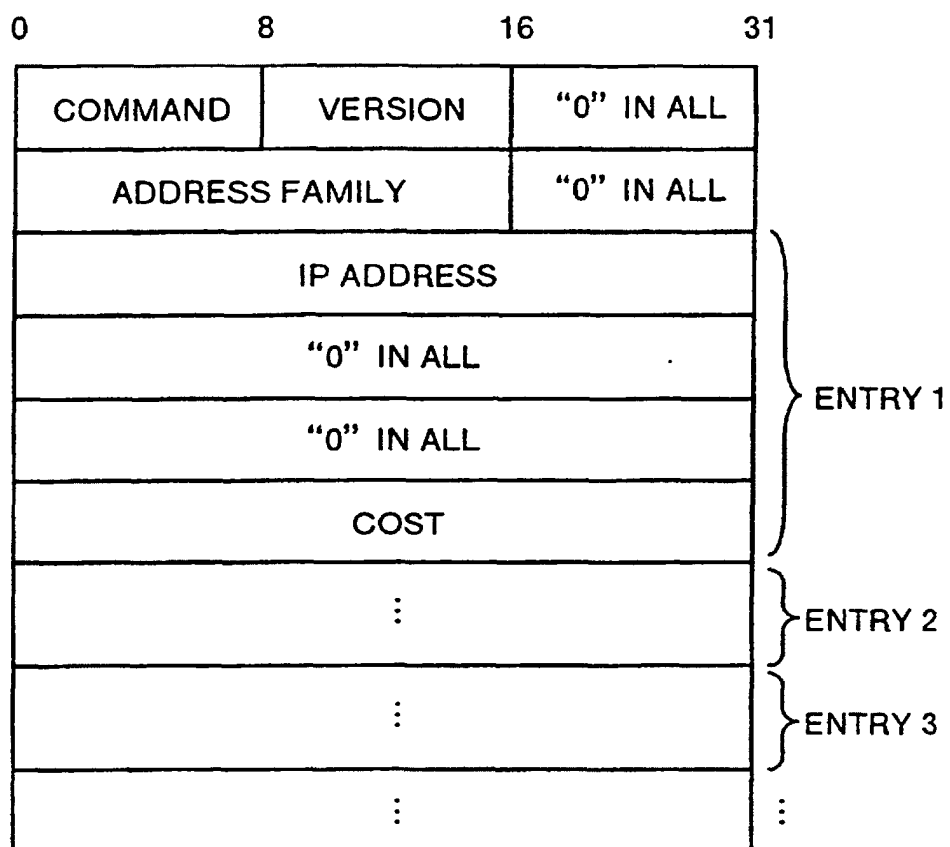 0 8 16 31
COMMAND VERSION “0” IN ALL
ADDRESS FAMILY “0” IN ALL
IP ADDRESS
“0” IN ALL
“0” IN ALL
ENTRY 1
COST
⋮ ENTRY 2
⋮ ENTRY 3
⋮ ⋮